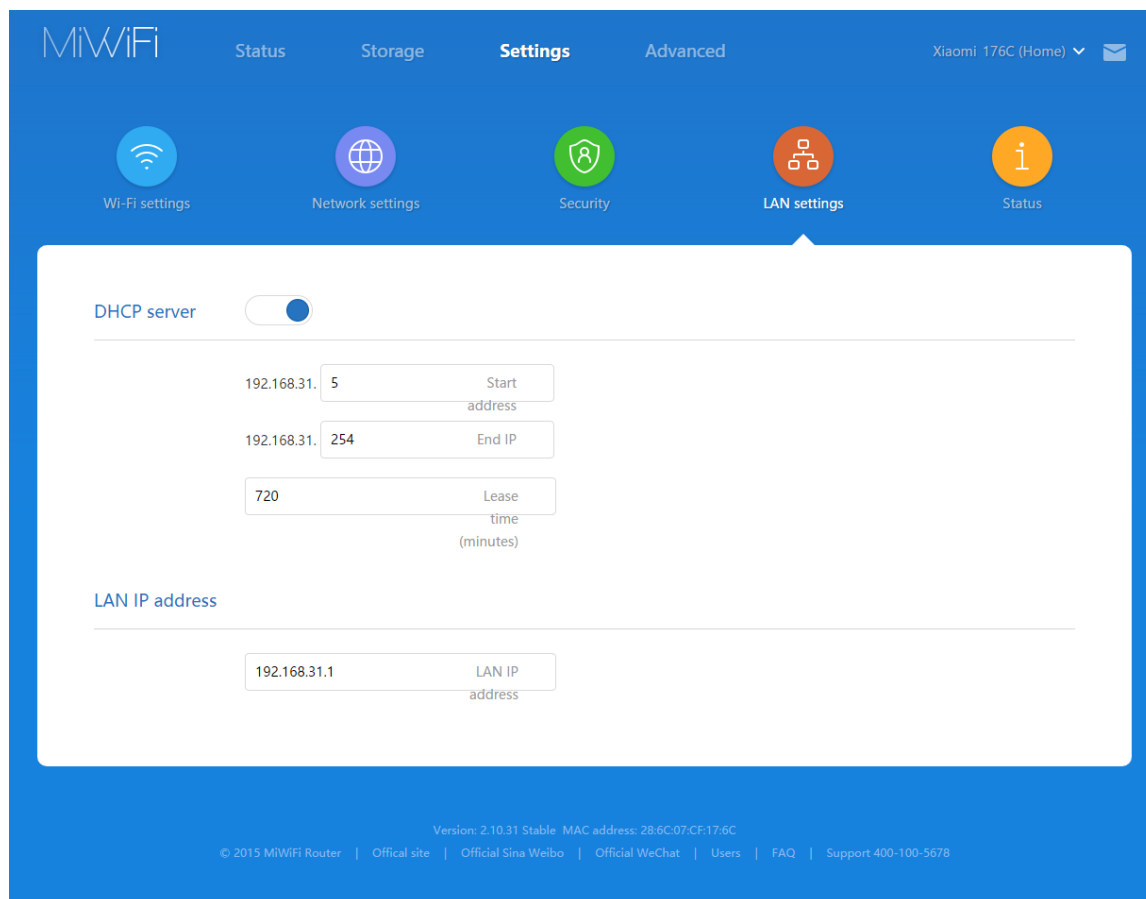 MiWiFi Status Storage Settings Advanced Xiaomi 176C (Home)
Wi-Fi settings Network settings Security LAN settings Status
DHCP server
192.168.31. 5 Start
address
192.168.31. 254 End IP
720 Lease
time
(minutes)
LAN IP address
192.168.31.1 LAN IP
address
Version: 2.10.31 Stable MAC address: 28:6C:07:CF:17:6C
© 2015 MiWiFi Router | Offical site | Official Sina Weibo | Official WeChat | Users | FAQ | Support 400-100-5678